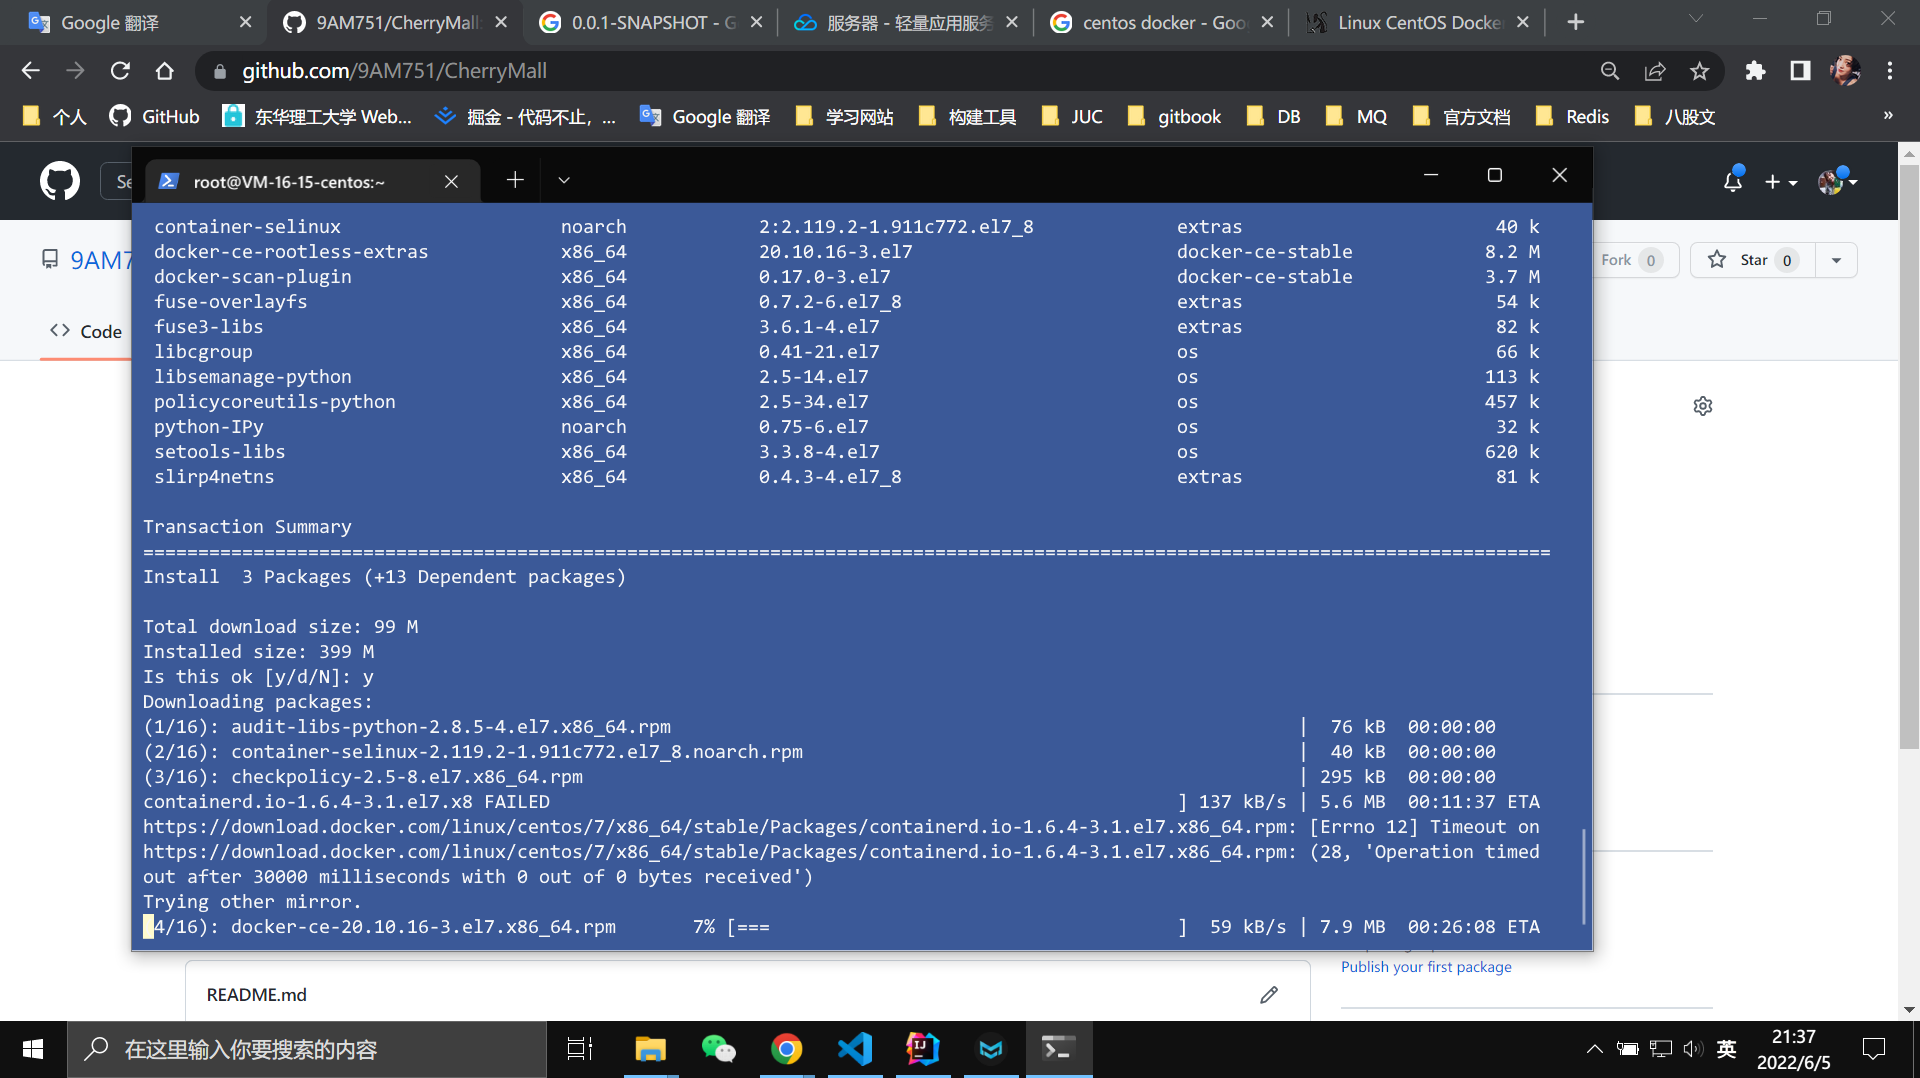 Google 翻译
9AM751/CherryMall:
0.0.1-SNAPSHOT - G
服务器 - 轻量应用服务
centos docker - Goo
Linux CentOS Docke
github.com/9AM751/CherryMall
个人
GitHub
东华理工大学 Web...
掘金 - 代码不止，...
Google 翻译
学习网站
构建工具
JUC
gitbook
DB
MQ
官方文档
Redis
八股文
»
Se
root@VM-16-15-centos:~
9AM7
Fork 0
Star 0
Code
container-selinux noarch 2:2.119.2-1.911c772.el7_8 extras 40 k
docker-ce-rootless-extras x86_64 20.10.16-3.el7 docker-ce-stable 8.2 M
docker-scan-plugin x86_64 0.17.0-3.el7 docker-ce-stable 3.7 M
fuse-overlayfs x86_64 0.7.2-6.el7_8 extras 54 k
fuse3-libs x86_64 3.6.1-4.el7 extras 82 k
libcgroup x86_64 0.41-21.el7 os 66 k
libsemanage-python x86_64 2.5-14.el7 os 113 k
policycoreutils-python x86_64 2.5-34.el7 os 457 k
python-IPy noarch 0.75-6.el7 os 32 k
setools-libs x86_64 3.3.8-4.el7 os 620 k
slirp4netns x86_64 0.4.3-4.el7_8 extras 81 k
Transaction Summary
================================================================================================================================
Install  3 Packages (+13 Dependent packages)
Total download size: 99 M
Installed size: 399 M
Is this ok [y/d/N]: y
Downloading packages:
(1/16): audit-libs-python-2.8.5-4.el7.x86_64.rpm | 76 kB 00:00:00
(2/16): container-selinux-2.119.2-1.911c772.el7_8.noarch.rpm | 40 kB 00:00:00
(3/16): checkpolicy-2.5-8.el7.x86_64.rpm | 295 kB 00:00:00
containerd.io-1.6.4-3.1.el7.x8 FAILED ] 137 kB/s | 5.6 MB 00:11:37 ETA
https://download.docker.com/linux/centos/7/x86_64/stable/Packages/containerd.io-1.6.4-3.1.el7.x86_64.rpm: [Errno 12] Timeout on
https://download.docker.com/linux/centos/7/x86_64/stable/Packages/containerd.io-1.6.4-3.1.el7.x86_64.rpm: (28, 'Operation timed
out after 30000 milliseconds with 0 out of 0 bytes received')
Trying other mirror.
4/16): docker-ce-20.10.16-3.el7.x86_64.rpm 7% [=== ] 59 kB/s | 7.9 MB 00:26:08 ETA
Publish your first package
README.md
在这里输入你要搜索的内容
英
21:37
2022/6/5